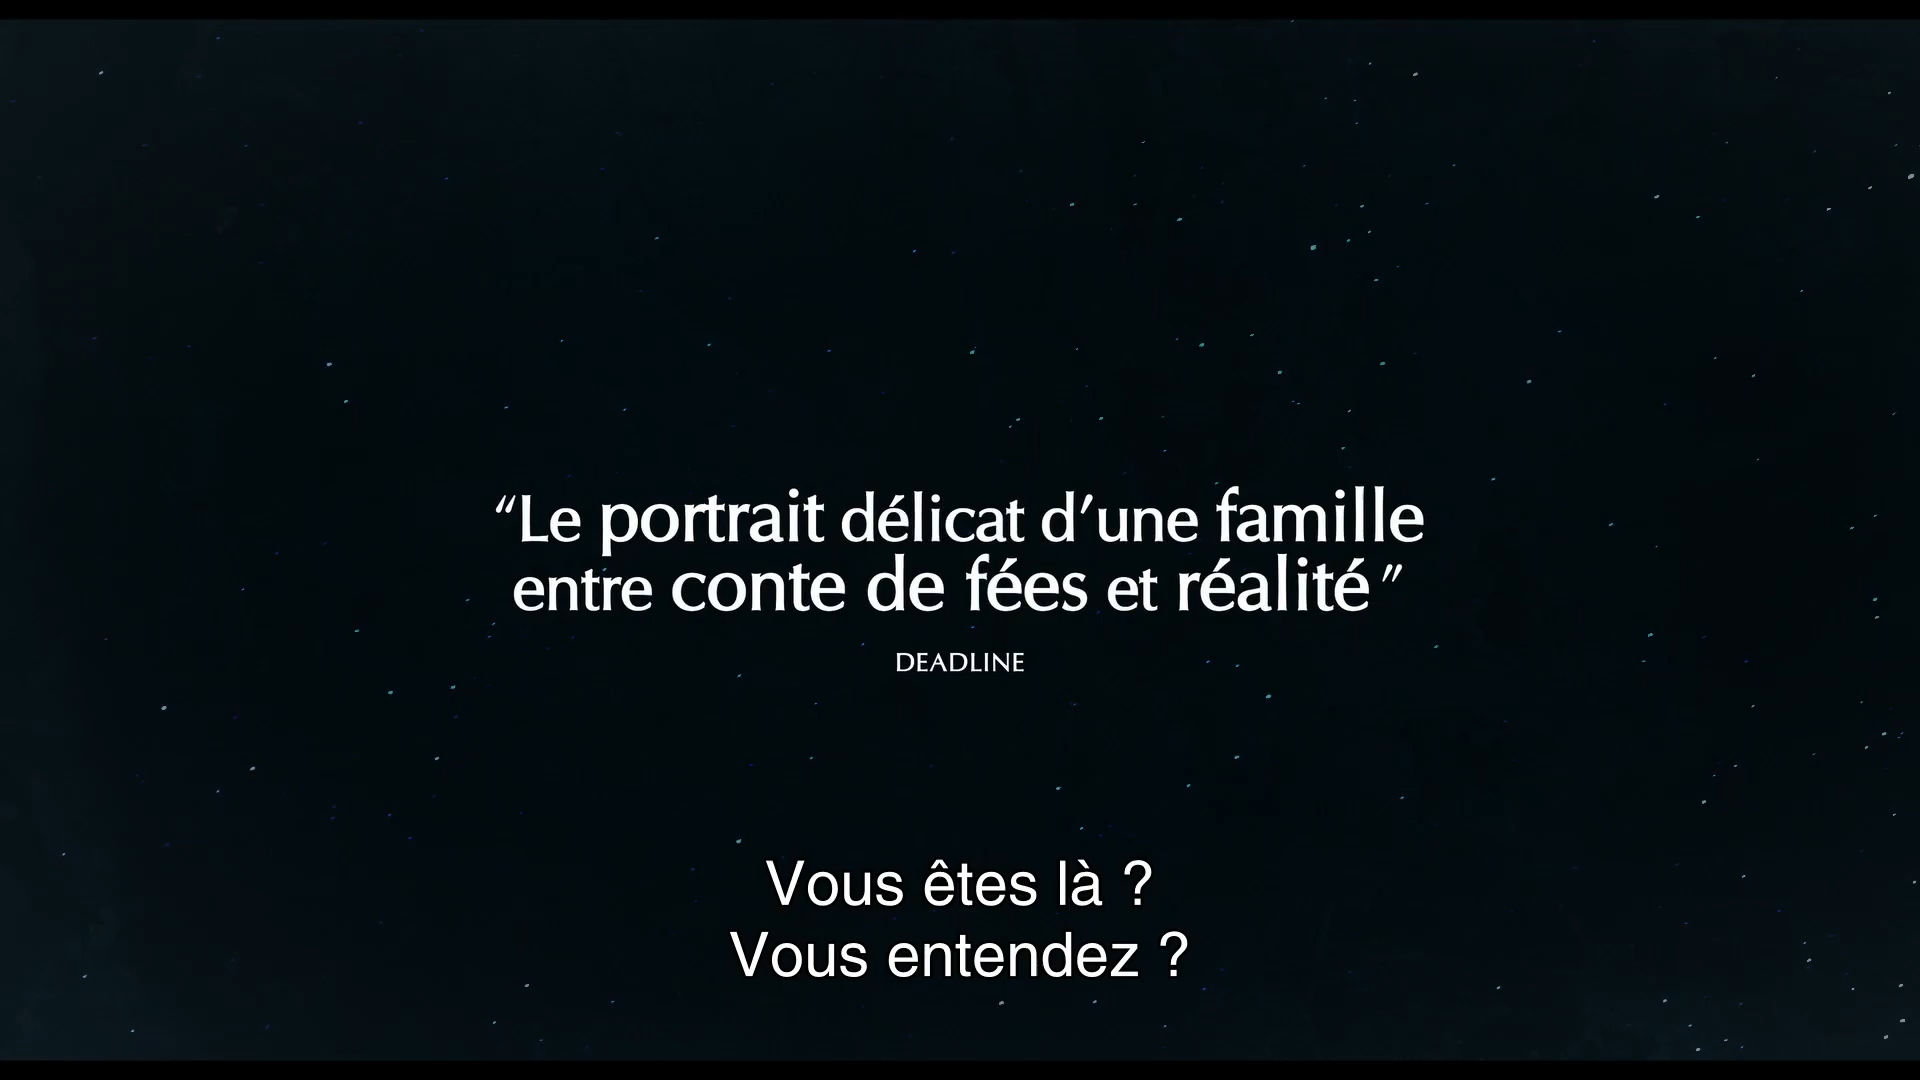 “Le portrait délicat d’une famille
entre conte de fées et réalité”
DEADLINE
Vous êtes là ?
Vous entendez ?